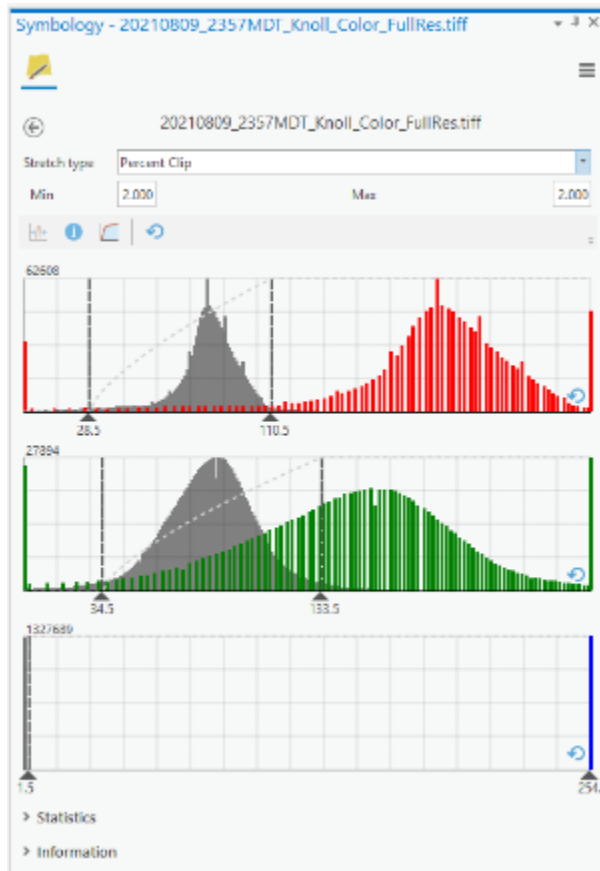 Symbology - 20210809_2357MDT_Knoll_Color_FullRes.tiff
20210809_2357MDT_Knoll_Color_FullRes.tiff
Stretch type Percent Clip
Min 2.000 Max 2.000
62608
28.5 110.5
27894
34.5 133.5
1327689
1.5 254.
Statistics
Information